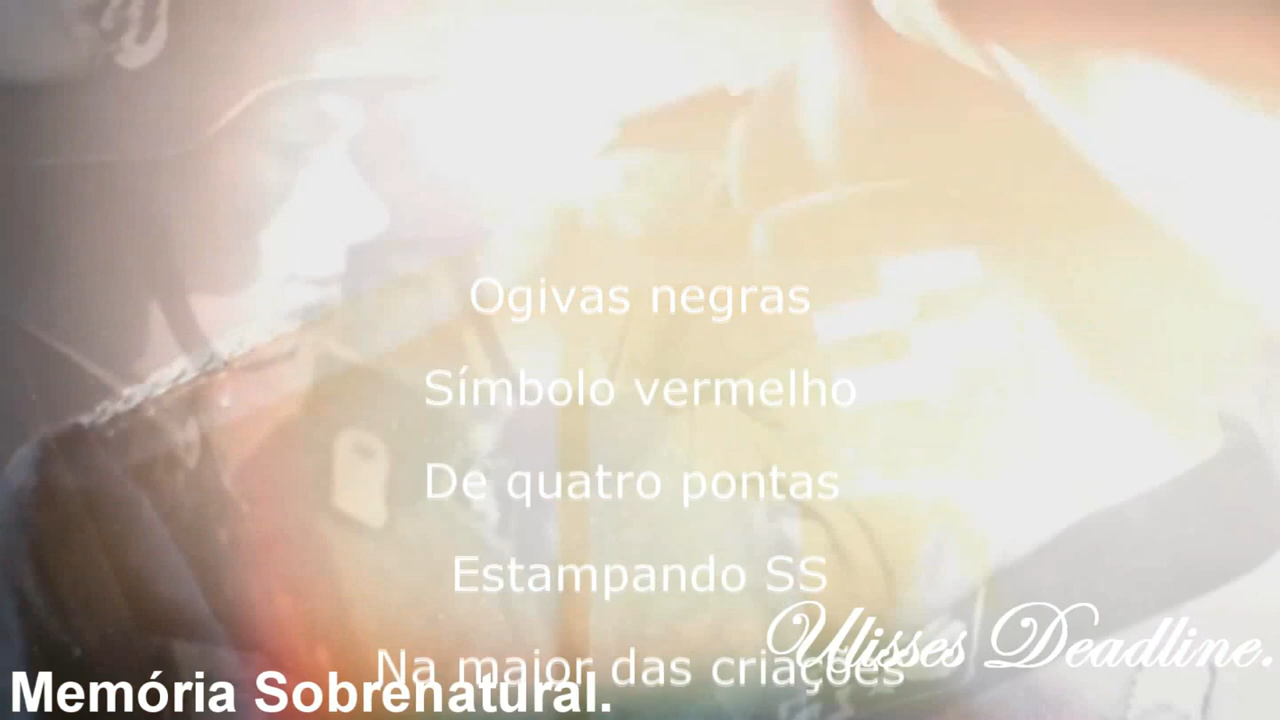 Ogivas negras
Símbolo vermelho
De quatro pontas
Estampando SS
Ulisses Deadline.
Na maior das criações
Memória Sobrenatural.